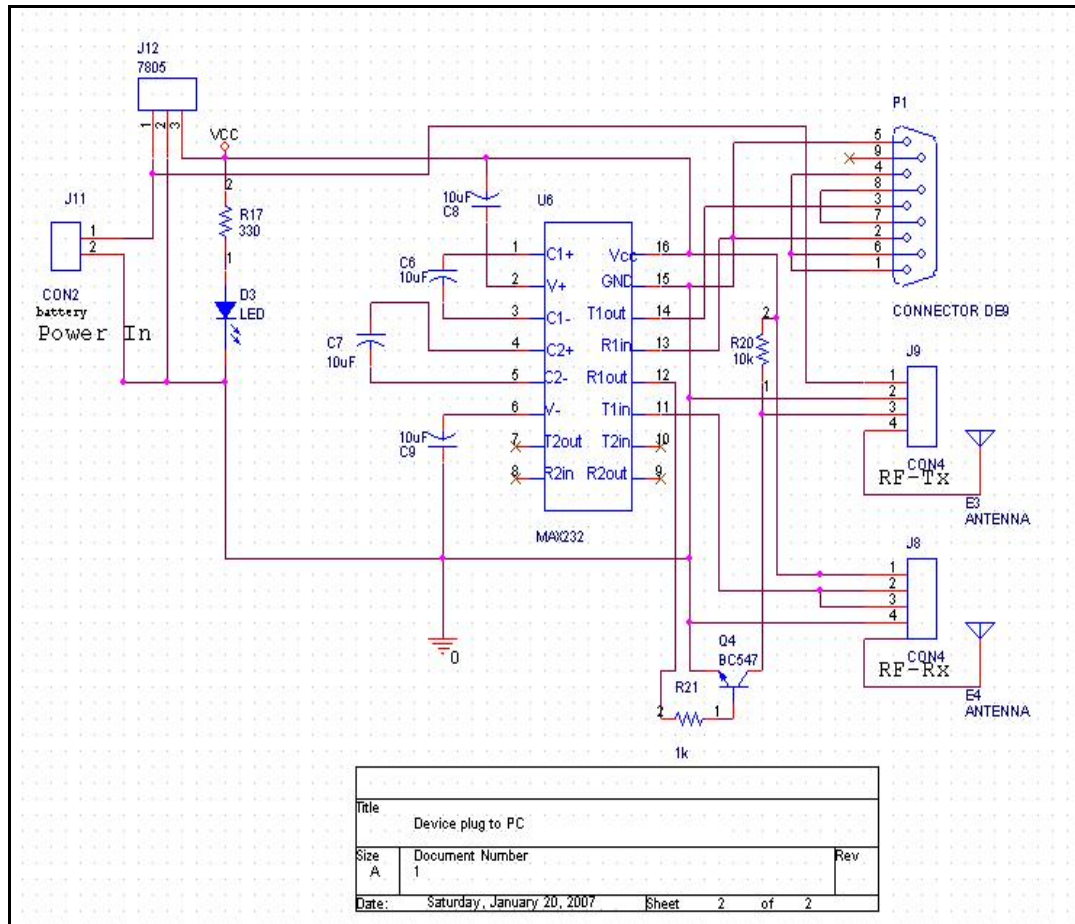 J12
7805
1
2
3
VCC
J11
1
2
CON2
battery
Power In
2
R17
330
1
D3
LED
10uF
C8
C6
10uF
C7
10uF
10uF
C9
U6
1
2
3
4
5
6
7
8
C1+
V+
C1-
C2+
C2-
V-
T2out
R2in
Vcc
GND
T1out
R1in
R1out
T1in
T2in
R2out
16
15
14
13
12
11
10
9
MAX232
P1
5
9
4
8
3
7
2
6
1
CONNECTOR DB9
2
R20
10k
1
J9
1
2
3
4
CON4
RF-Tx
E3
ANTENNA
J8
1
2
3
4
CON4
RF-Rx
E4
ANTENNA
Q4
BC547
R21
2
1
1k
0
Title
Device plug to PC
Size
A
Document Number
1
Rev
Date: Saturday, January 20, 2007 Sheet 2 of 2